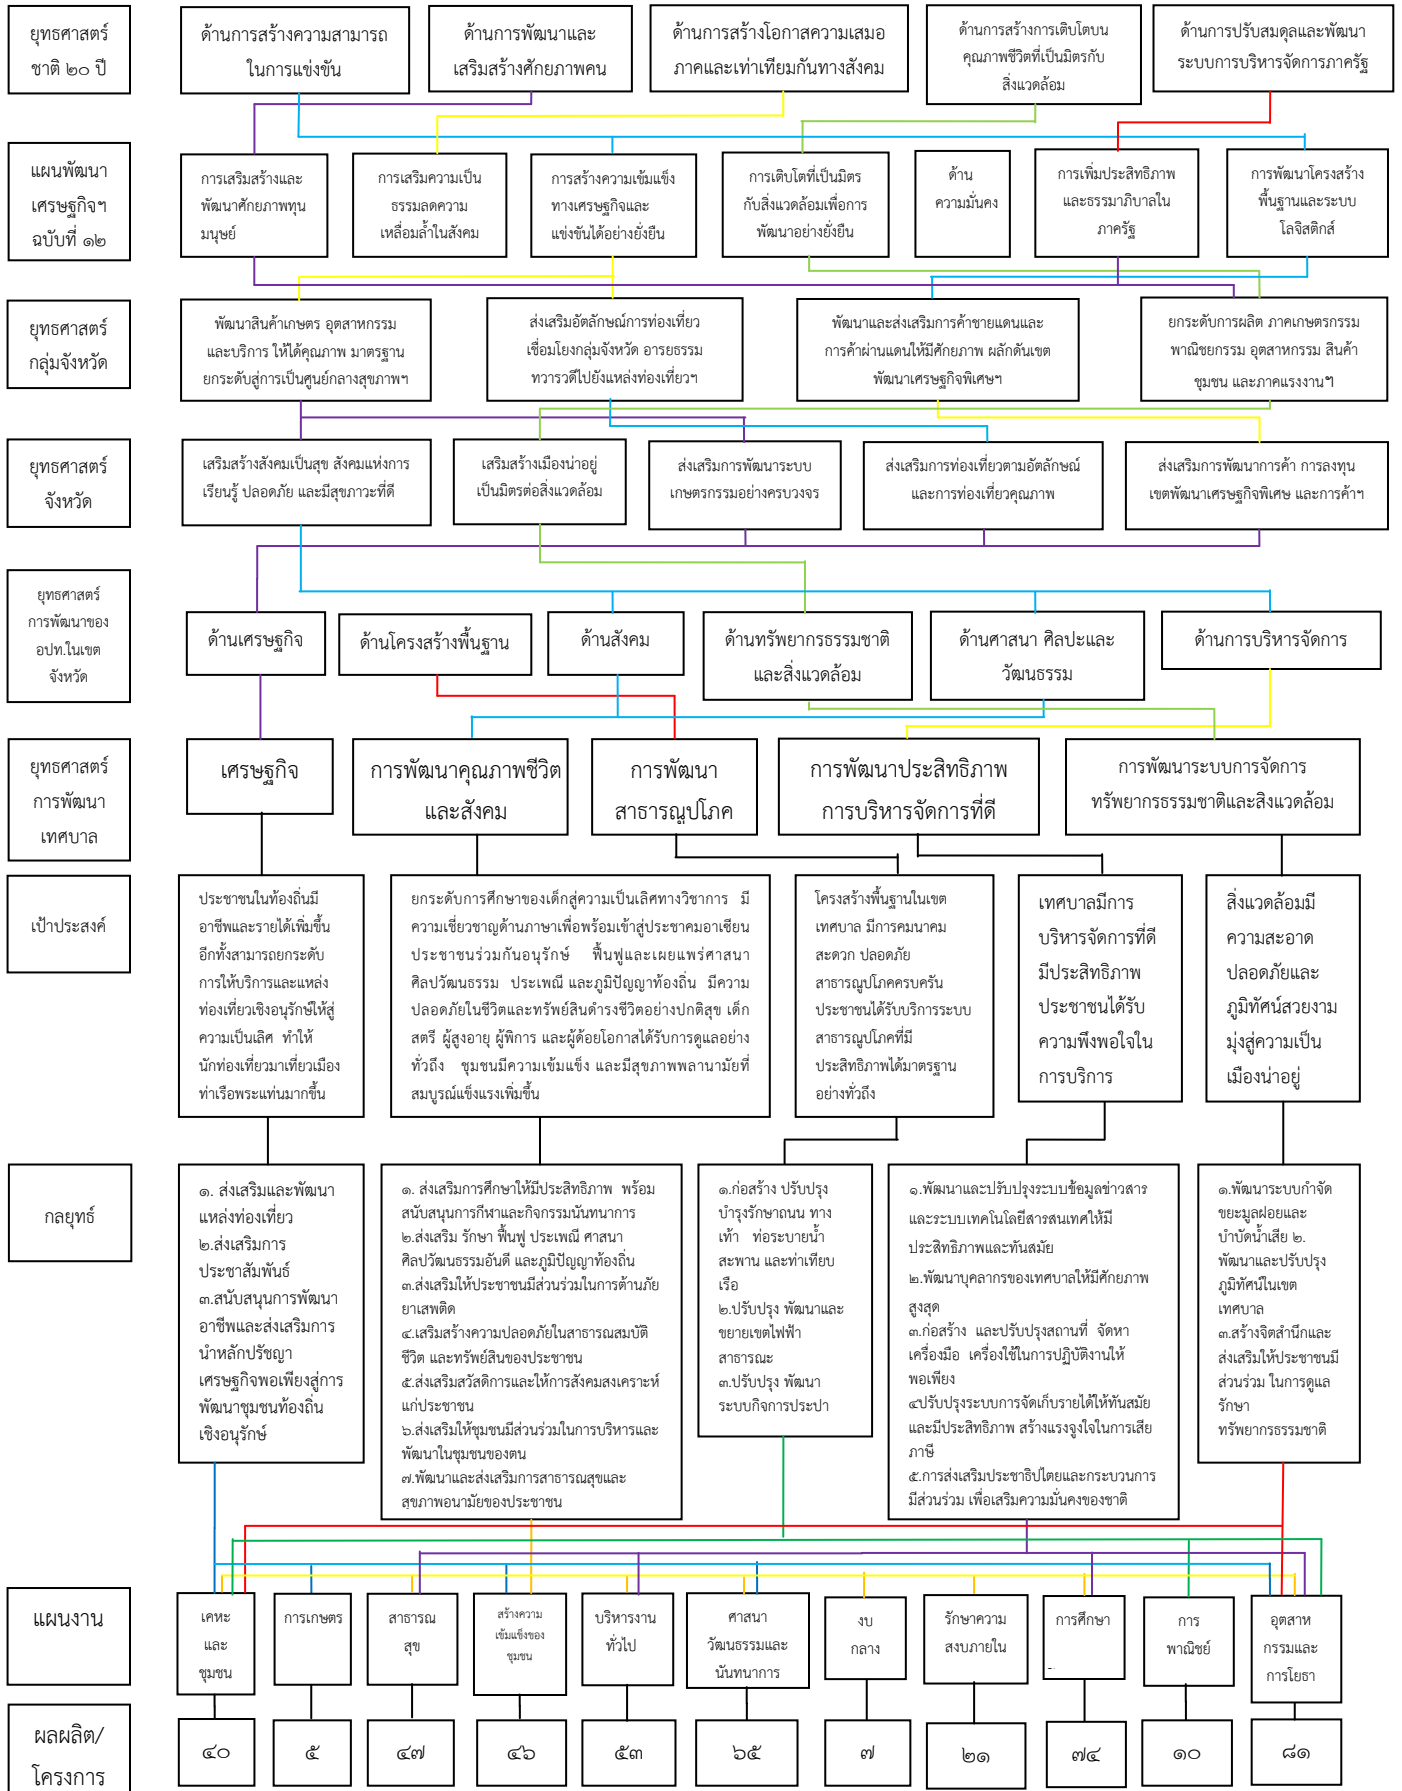 ยุทธศาสตร์
ชาติ ๒๐ ปี
ด้านการสร้างความสามารถ
ในการแข่งขัน
ด้านการพัฒนาและ
เสริมสร้างศักยภาพคน
ด้านการสร้างโอกาสความเสมอ
ภาคและเท่าเทียมกันทางสังคม
ด้านการสร้างการเติบโตบน
คุณภาพชีวิตที่เป็นมิตรกับ
สิ่งแวดล้อม
ด้านการปรับสมดุลและพัฒนา
ระบบการบริหารจัดการภาครัฐ
แผนพัฒนา
เศรษฐกิจฯ
ฉบับที่ ๑๒
การเสริมสร้างและ
พัฒนาศักยภาพทุน
มนุษย์
การเสริมความเป็น
ธรรมลดความ
เหลื่อมล้ำในสังคม
การสร้างความเข้มแข็ง
ทางเศรษฐกิจและ
แข่งขันได้อย่างยั่งยืน
การเติบโตที่เป็นมิตร
กับสิ่งแวดล้อมเพื่อการ
พัฒนาอย่างยั่งยืน
ด้าน
ความมั่นคง
การเพิ่มประสิทธิภาพ
และธรรมาภิบาลใน
ภาครัฐ
การพัฒนาโครงสร้าง
พื้นฐานและระบบ
โลจิสติกส์
ยุทธศาสตร์
กลุ่มจังหวัด
พัฒนาสินค้าเกษตร อุตสาหกรรม
และบริการ ให้ได้คุณภาพ มาตรฐาน
ยกระดับสู่การเป็นศูนย์กลางสุขภาพฯ
ส่งเสริมอัตลักษณ์การท่องเที่ยว
เชื่อมโยงกลุ่มจังหวัด อารยธรรม
ทวารวดีไปยังแหล่งท่องเที่ยวฯ
พัฒนาและส่งเสริมการค้าชายแดนและ
การค้าผ่านแดนให้มีศักยภาพ ผลักดันเขต
พัฒนาเศรษฐกิจพิเศษฯ
ยกระดับการผลิต ภาคเกษตรกรรม
พาณิชยกรรม อุตสาหกรรม สินค้า
ชุมชน และภาคแรงงานฯ
ยุทธศาสตร์
จังหวัด
เสริมสร้างสังคมเป็นสุข สังคมแห่งการ
เรียนรู้ ปลอดภัย และมีสุขภาวะที่ดี
เสริมสร้างเมืองน่าอยู่
เป็นมิตรต่อสิ่งแวดล้อม
ส่งเสริมการพัฒนาระบบ
เกษตรกรรมอย่างครบวงจร
ส่งเสริมการท่องเที่ยวตามอัตลักษณ์
และการท่องเที่ยวคุณภาพ
ส่งเสริมการพัฒนาการค้า การลงทุน
เขตพัฒนาเศรษฐกิจพิเศษ และการค้าฯ
ยุทธศาสตร์
การพัฒนาของ
อปท.ในเขต
จังหวัด
ด้านเศรษฐกิจ
ด้านโครงสร้างพื้นฐาน
ด้านสังคม
ด้านทรัพยากรธรรมชาติ
และสิ่งแวดล้อม
ด้านศาสนา ศิลปะและ
วัฒนธรรม
ด้านการบริหารจัดการ
ยุทธศาสตร์
การพัฒนา
เทศบาล
เศรษฐกิจ
การพัฒนาคุณภาพชีวิต
และสังคม
การพัฒนา
สาธารณูปโภค
การพัฒนาประสิทธิภาพ
การบริหารจัดการที่ดี
การพัฒนาระบบการจัดการ
ทรัพยากรธรรมชาติและสิงแวดล้อม
เป้าประสงค์
ประชาชนในท้องถิ่นมี
อาชีพและรายได้เพิ่มขึ้น
อีกทั้งสามารถยกระดับ
การให้บริการและแหล่ง
ท่องเที่ยวเชิงอนุรักษ์ให้สู่
ความเป็นเลิศ ทำให้
นักท่องเที่ยวมาเที่ยวเมือง
ท่าเรือพระแท่นมากขึ้น
ยกระดับการศึกษาของเด็กสู่ความเป็นเลิศทางวิชาการ มี
ความเชี่ยวชาญด้านภาษาเพื่อพร้อมเข้าสู่ประชาคมอาเซียน
ประชาชนร่วมกันอนุรักษ์ ฟื้นฟูและเผยแพร่ศาสนา
ศิลปวัฒนธรรม ประเพณี และภูมิปัญญาท้องถิ่น มีความ
ปลอดภัยในชีวิตและทรัพย์สินดำรงชีวิตอย่างปกติสุข เด็ก
สตรี ผู้สูงอายุ ผู้พิการ และผู้ด้อยโอกาสได้รับการดูแลอย่าง
ทั่วถึง ชุมชนมีความเข้มแข็ง และมีสุขภาพพลานามัยที่
สมบูรณ์แข็งแรงเพิ่มขึ้น
โครงสร้างพื้นฐานในเขต
เทศบาล มีการคมนาคม
สะดวก ปลอดภัย
สาธารณูปโภคครบครัน
ประชาชนได้รับบริการระบบ
สาธารณูปโภคที่มี
ประสิทธิภาพได้มาตรฐาน
อย่างทั่วถึง
เทศบาลมีการ
บริหารจัดการที่ดี
มีประสิทธิภาพ
ประชาชนได้รับ
ความพึงพอใจใน
การบริการ
สิ่งแวดล้อมมี
ความสะอาด
ปลอดภัยและ
ภูมิทัศน์สวยงาม
มุ่งสู่ความเป็น
เมืองน่าอยู่
กลยุทธ์
๑. ส่งเสริมและพัฒนา
แหล่งท่องเที่ยว
๒.ส่งเสริมการ
ประชาสัมพันธ์
๓.สนับสนุนการพัฒนา
อาชีพและส่งเสริมการ
นำหลักปรัชญา
เศรษฐกิจพอเพียงสู่การ
พัฒนาชุมชนท้องถิ่น
เชิงอนุรักษ์
๑. ส่งเสริมการศึกษาให้มีประสิทธิภาพ พร้อม
สนับสนุนการกีฬาและกิจกรรมนันทนาการ
๒.ส่งเสริม รักษา ฟื้นฟู ประเพณี ศาสนา
ศิลปวัฒนธรรมอันดี และภูมิปัญญาท้องถิ่น
๓.ส่งเสริมให้ประชาชนมีส่วนร่วมในการต้านภัย
ยาเสพติด
๔.เสริมสร้างความปลอดภัยในสาธารณสมบัติ
ชีวิต และทรัพย์สินของประชาชน
๕.ส่งเสริมสวัสดิการและให้การสังคมสงเคราะห์
แก่ประชาชน
๖.ส่งเสริมให้ชุมชนมีส่วนร่วมในการบริหารและ
พัฒนาในชุมชนของตน
๗.พัฒนาและส่งเสริมการสาธารณสุขและ
สุขภาพอนามัยของประชาชน
๑.ก่อสร้าง ปรับปรุง
บำรุงรักษาถนน ทาง
เท้า ท่อระบายน้ำ
สะพาน และท่าเทียบ
เรือ
๒.ปรับปรุง พัฒนาและ
ขยายเขตไฟฟ้า
สาธารณะ
๓.ปรับปรุง พัฒนา
ระบบกิจการประปา
๑.พัฒนาและปรับปรุงระบบข้อมูลข่าวสาร
และระบบเทคโนโลยีสารสนเทศให้มี
ประสิทธิภาพและทันสมัย
๒.พัฒนาบุคลากรของเทศบาลให้มีศักยภาพ
สูงสุด
๓.ก่อสร้าง และปรับปรุงสถานที่ จัดหา
เครื่องมือ เครื่องใช้ในการปฏิบัติงานให้
พอเพียง
๔ปรับปรุงระบบการจัดเก็บรายได้ให้ทันสมัย
และมีประสิทธิภาพ สร้างแรงจูงใจในการเสีย
ภาษี
๕.การส่งเสริมประชาธิปไตยและกระบวนการ
มีส่วนร่วม เพื่อเสริมความมั่นคงของชาติ
๑.พัฒนาระบบกำจัด
ขยะมูลฝอยและ
บำบัดน้ำเสีย ๒.
พัฒนาและปรับปรุง
ภูมิทัศน์ในเขต
เทศบาล
๓.สร้างจิตสำนึกและ
ส่งเสริมให้ประชาชนมี
ส่วนร่วม ในการดูแล
รักษา
ทรัพยากรธรรมชาติ
แผนงาน
เคหะ
และ
ชุมชน
การเกษตร
สาธารณ
สุข
สร้างความ
เข้มแข็งของ
ชุมชน
บริหารงาน
ทั่วไป
ศาสนา
วัฒนธรรมและ
นันทนาการ
งบ
กลาง
รักษาความ
สงบภายใน
การศึกษา
การ
พาณิชย์
อุตสาห
กรรมและ
การโยธา
ผลผลิต/
โครงการ
๔๐
๕
๔๗
๔๖
๕๓
๖๕
๗
๒๑
๗๔
๑๐
๘๑